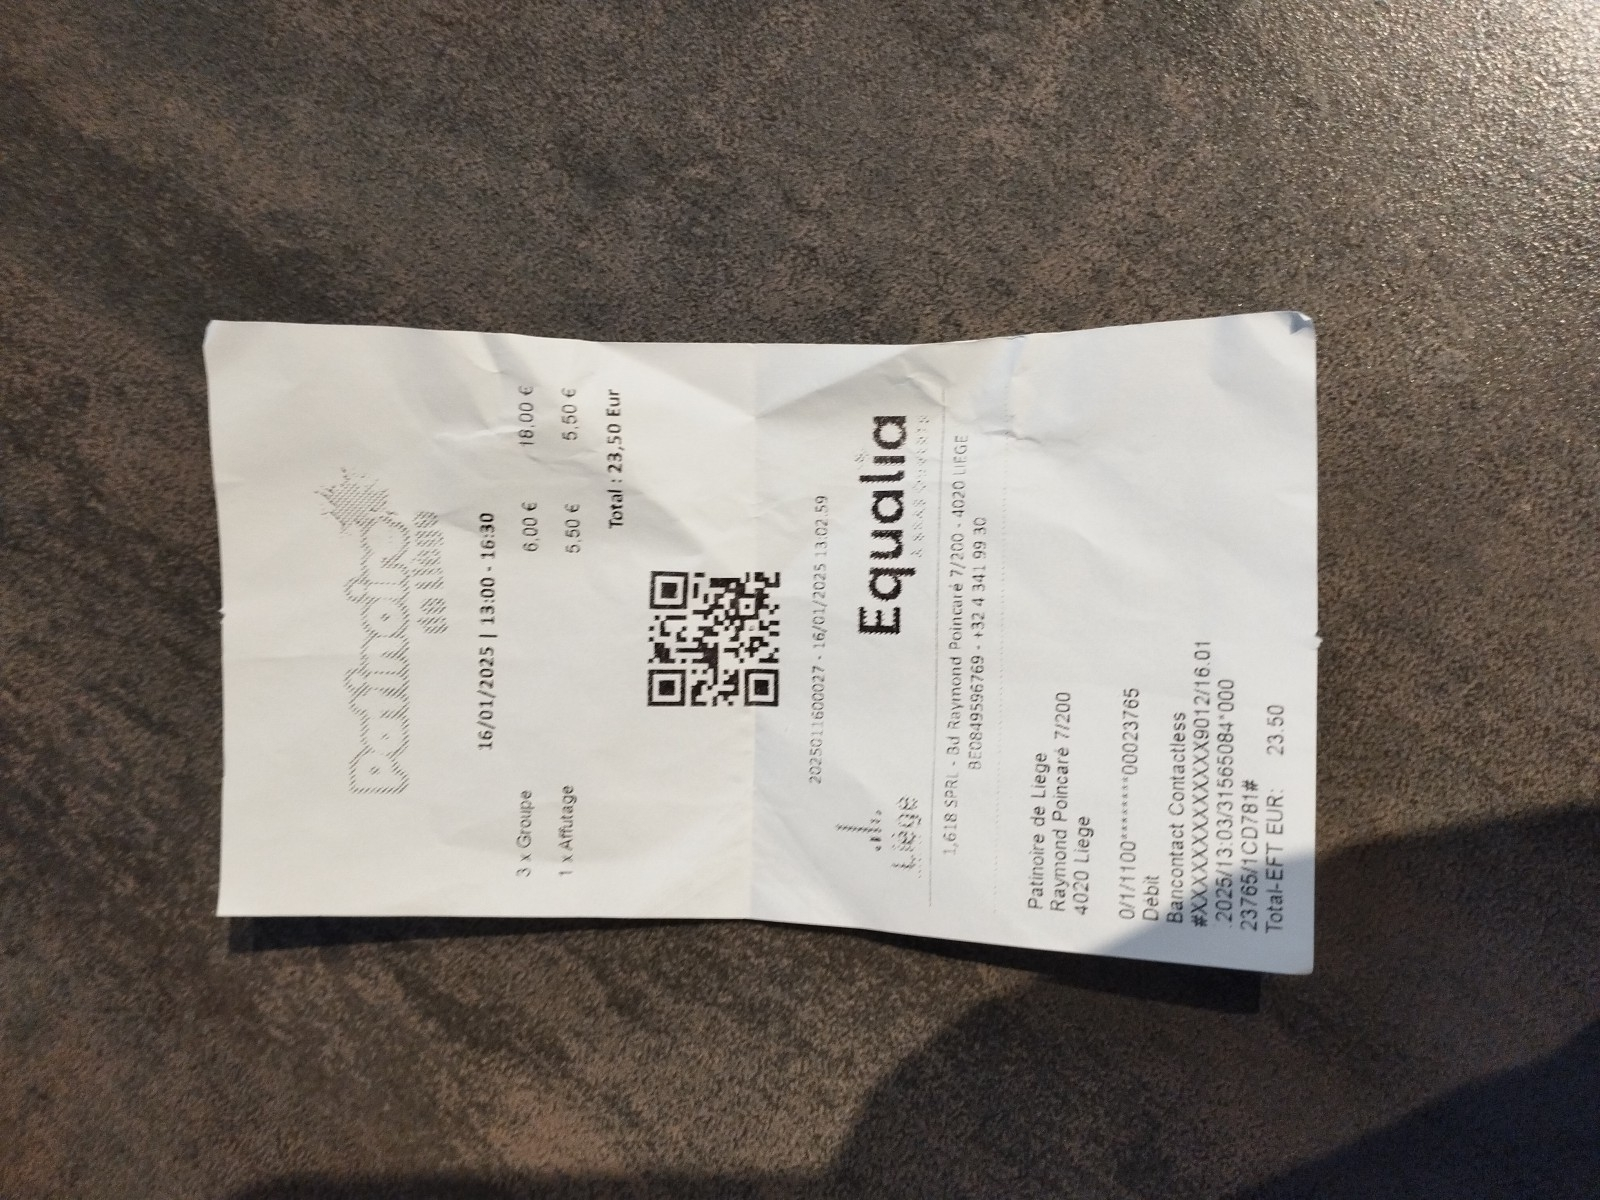 Patinoire
de Liège
16/01/2025 | 13:00 - 16:30
3 x Groupe 6,00 € 18,00 €
1 x Affutage 5,50 € 5,50 €
Total : 23,50 Eur
2025011600027 - 16/01/2025 13:02:59
Liège
Equalia
1,618 SPRL - Bd Raymond Poincaré 7/200 - 4020 LIEGE
BE0849596769 - +32 4 341 99 30
Patinoire de Liege
Raymond Poincaré 7/200
4020 Liege
0/1/1100*********00023765
Débit
Bancontact Contactless
#XXXXXXXXXXXXX9012/16.01
.2025/13:03/31565084*000
23765/1CD781#
Total-EFT EUR: 23.50